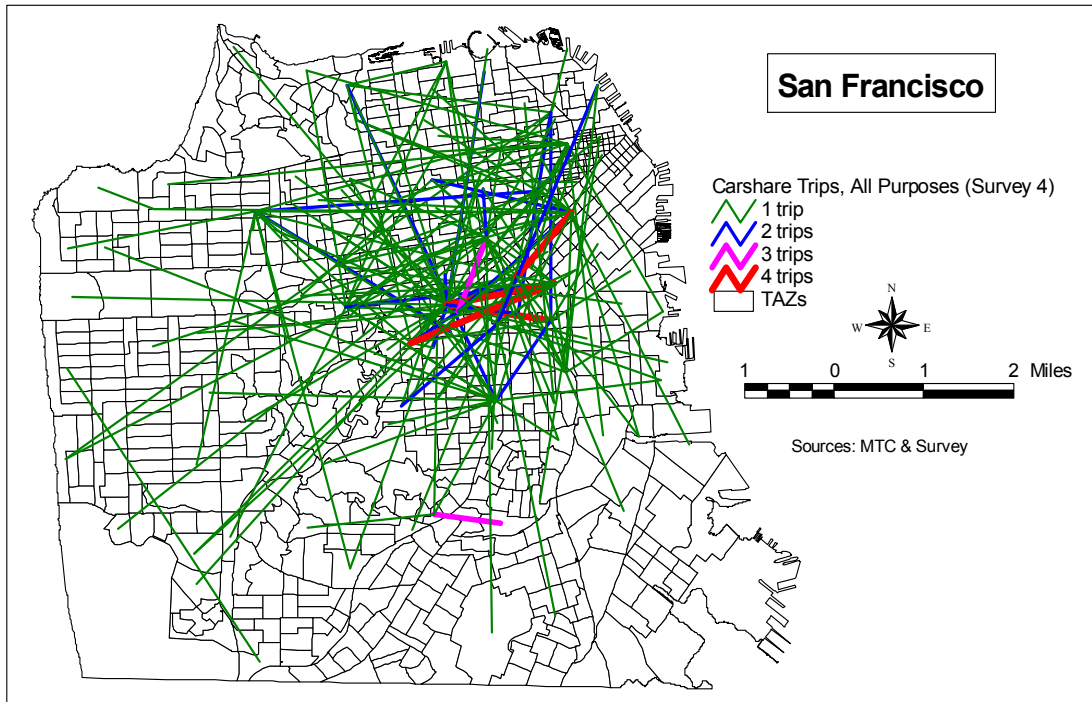 San Francisco
Carshare Trips, All Purposes (Survey 4)
1 trip
2 trips
3 trips
4 trips
TAZs
N
W E
S
1 0 1 2 Miles
Sources: MTC & Survey